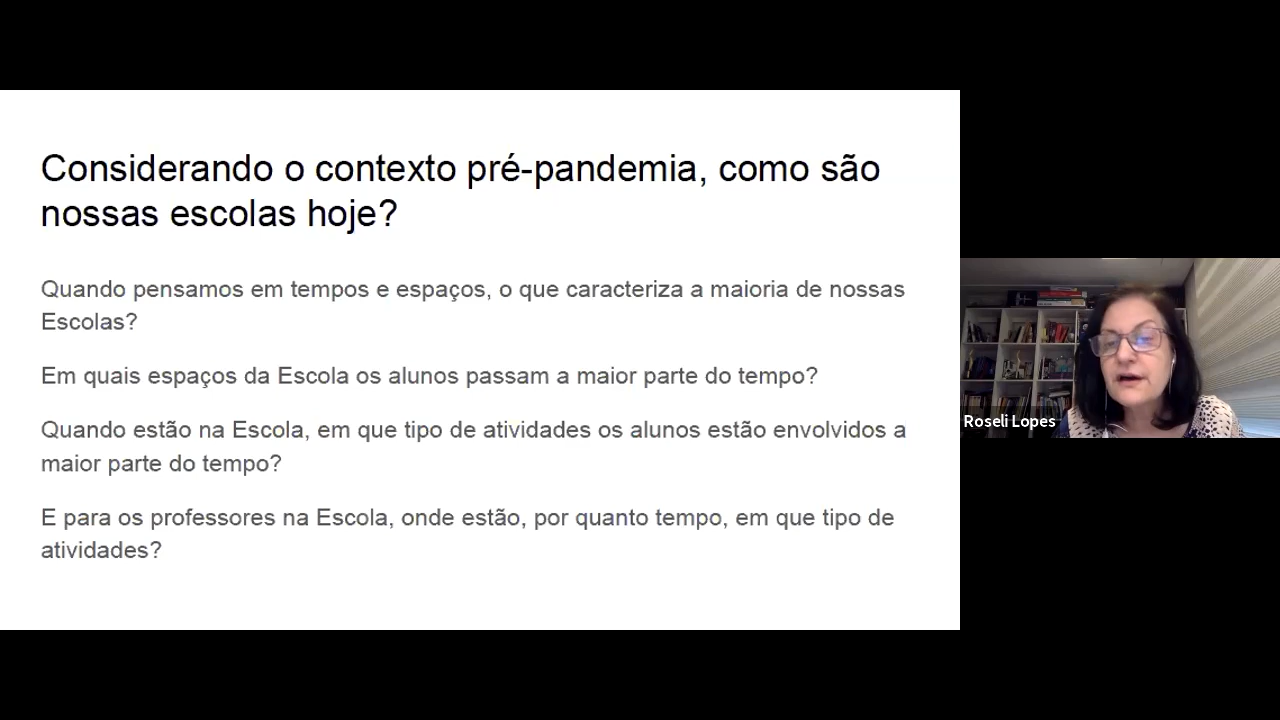 Considerando o contexto pré-pandemia, como são
nossas escolas hoje?
Quando pensamos em tempos e espaços, o que caracteriza a maioria de nossas
Escolas?
Em quais espaços da Escola os alunos passam a maior parte do tempo?
Quando estão na Escola, em que tipo de atividades os alunos estão envolvidos a
maior parte do tempo?
E para os professores na Escola, onde estão, por quanto tempo, em que tipo de
atividades?
Roseli Lopes